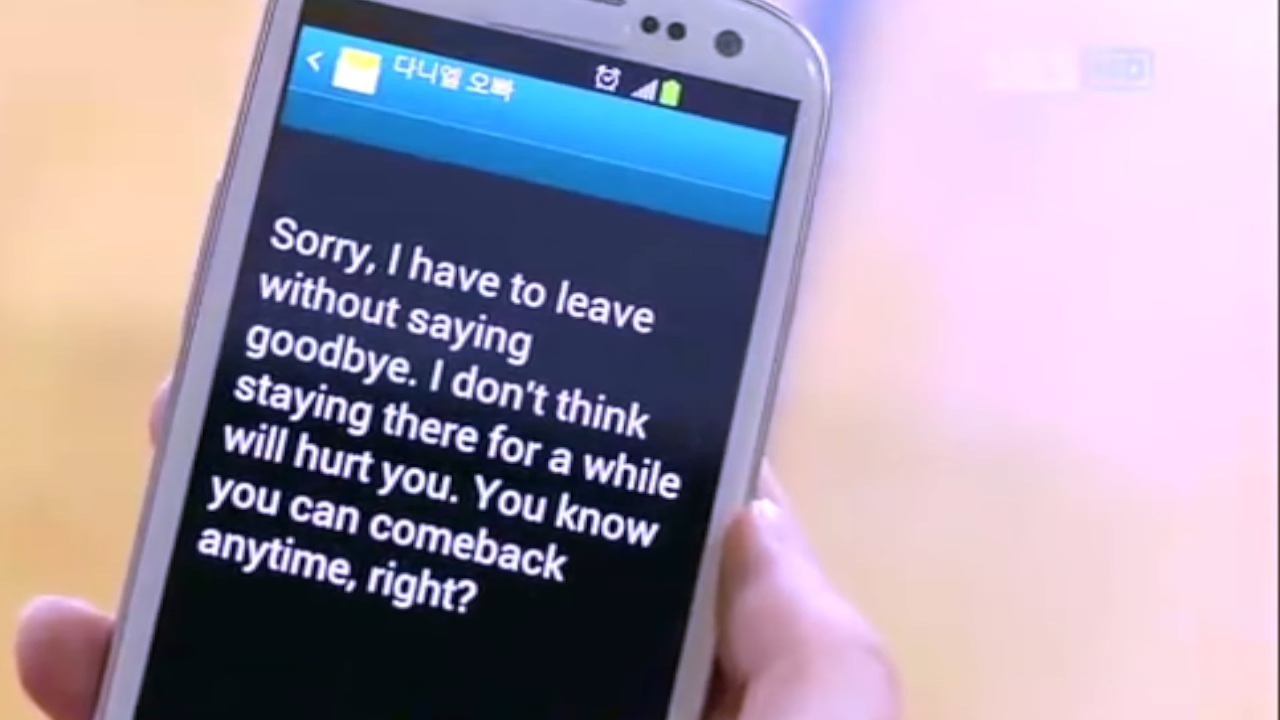 다니엘 오빠
Sorry, I have to leave
without saying
goodbye. I don't think
staying there for a while
will hurt you. You know
you can comeback
anytime, right?
HD